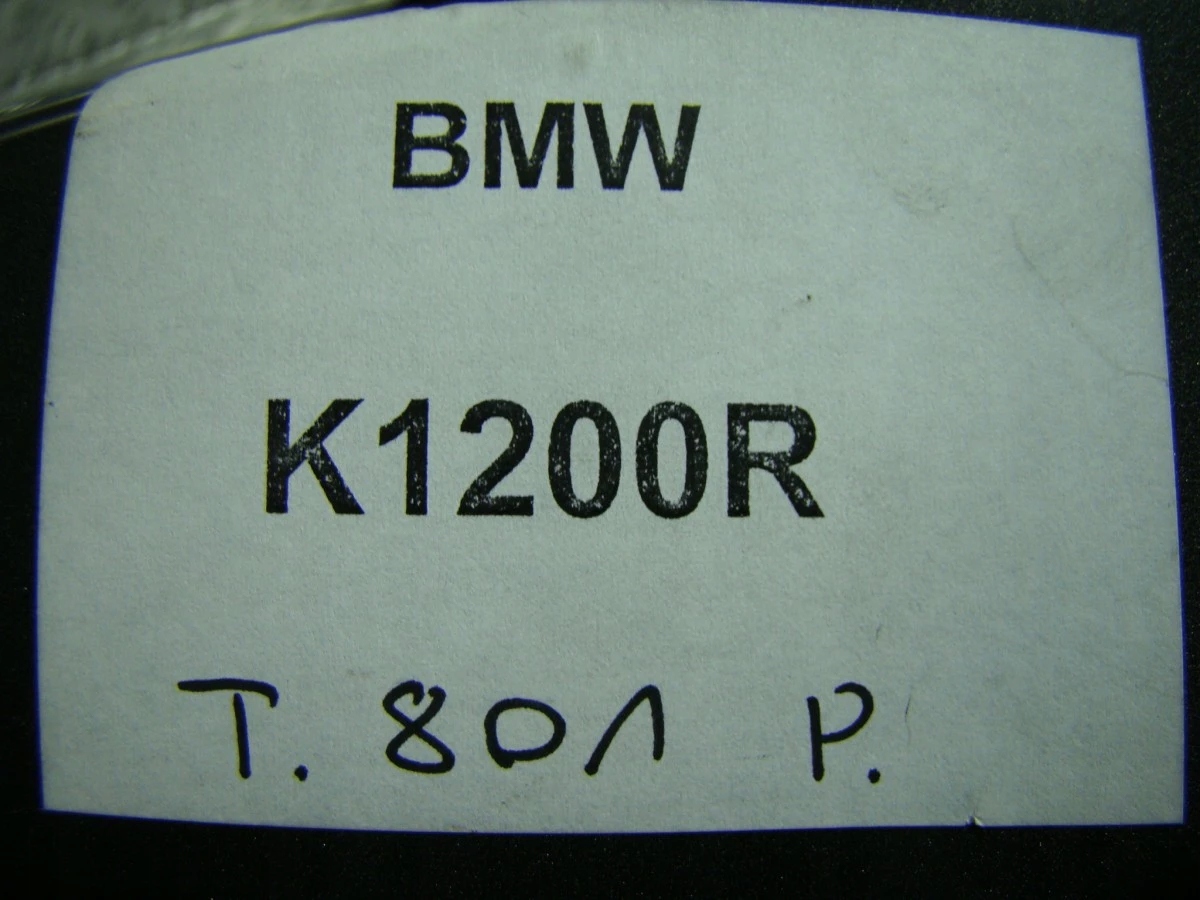 BMW
K1200R
T. 801 P.